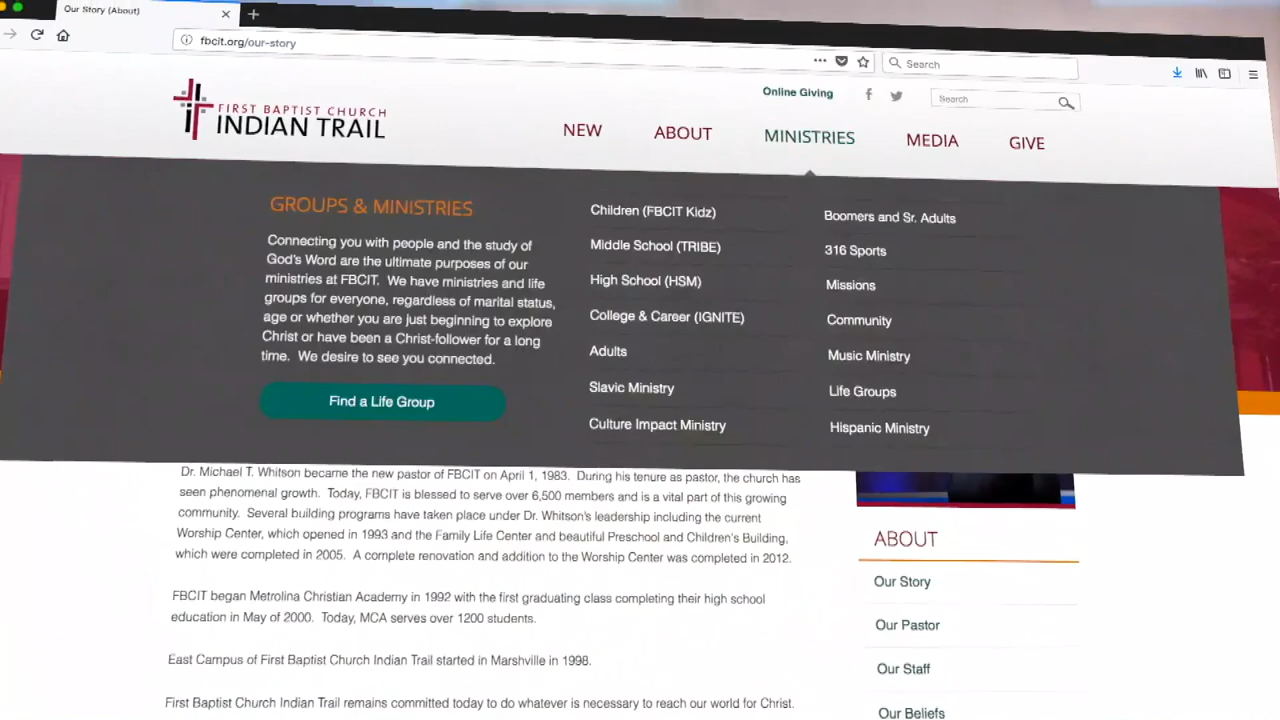 Our Story (About)
fbcit.org/our-story
Search
Online Giving
Search
FIRST BAPTIST CHURCH
INDIAN TRAIL
NEW
ABOUT
MINISTRIES
MEDIA
GIVE
GROUPS & MINISTRIES
Connecting you with people and the study of
God's Word are the ultimate purposes of our
ministries at FBCIT. We have ministries and life
groups for everyone, regardless of marital status,
age or whether you are just beginning to explore
Christ or have been a Christ-follower for a long
time. We desire to see you connected.
Find a Life Group
Children (FBCIT Kidz)
Middle School (TRIBE)
High School (HSM)
College & Career (IGNITE)
Adults
Slavic Ministry
Culture Impact Ministry
Boomers and Sr. Adults
316 Sports
Missions
Community
Music Ministry
Life Groups
Hispanic Ministry
Dr. Michael T. Whitson became the new pastor of FBCIT on April 1, 1983. During his tenure as pastor, the church has
seen phenomenal growth. Today, FBCIT is blessed to serve over 6,500 members and is a vital part of this growing
community. Several building programs have taken place under Dr. Whitson's leadership including the current
Worship Center, which opened in 1993 and the Family Life Center and beautiful Preschool and Children's Building,
which were completed in 2005. A complete renovation and addition to the Worship Center was completed in 2012.
FBCIT began Metrolina Christian Academy in 1992 with the first graduating class completing their high school
education in May of 2000. Today, MCA serves over 1200 students.
East Campus of First Baptist Church Indian Trail started in Marshville in 1998.
First Baptist Church Indian Trail remains committed today to do whatever is necessary to reach our world for Christ.
ABOUT
Our Story
Our Pastor
Our Staff
Our Beliefs